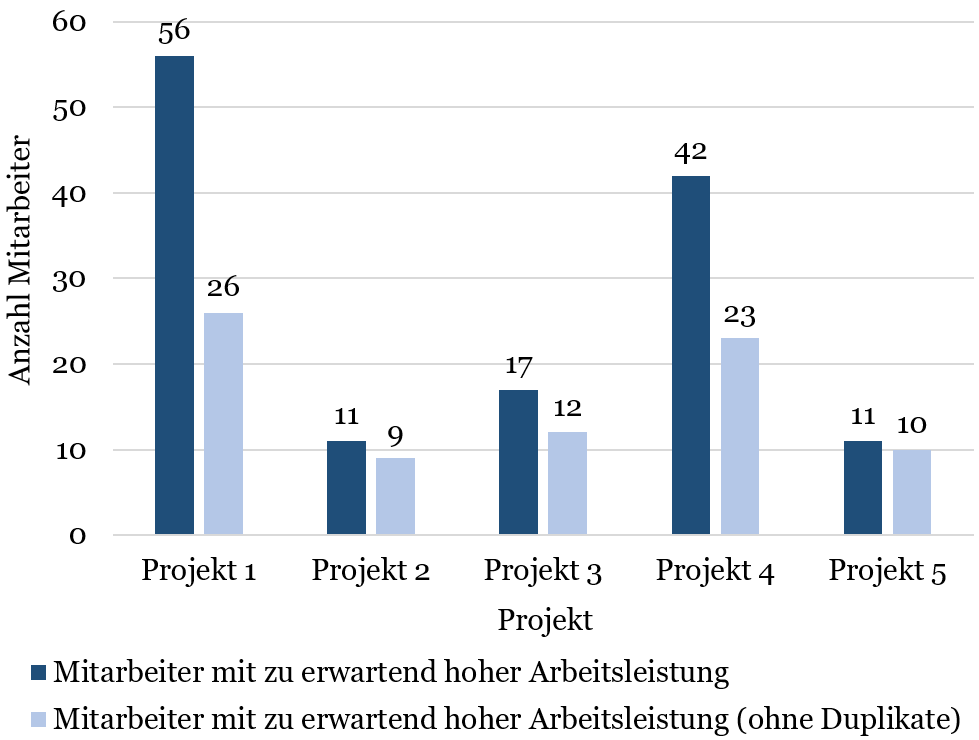 60
56
50
42
40
30
26
23
20
17
12
11
9
11
10
10
0
Anzahl Mitarbeiter
Projekt 1
Projekt 2
Projekt 3
Projekt 4
Projekt 5
Projekt
Mitarbeiter mit zu erwartend hoher Arbeitsleistung
Mitarbeiter mit zu erwartend hoher Arbeitsleistung (ohne Duplikate)